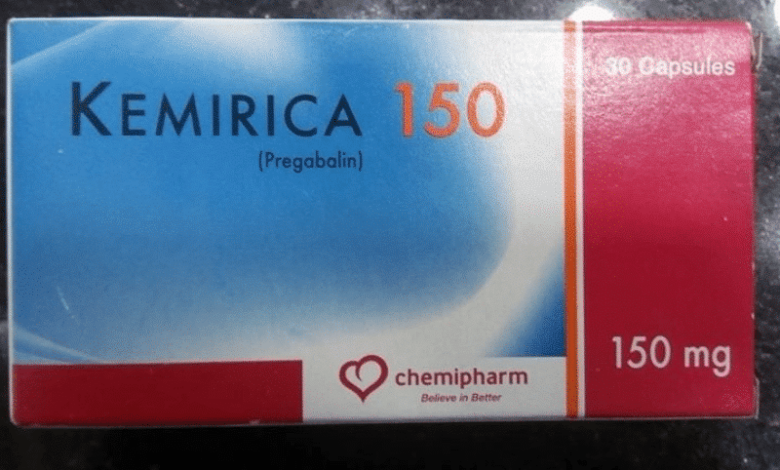 30 Capsules
KEMIRICA 150
(Pregabalin)
150 mg
chemipharm
Believe in Better